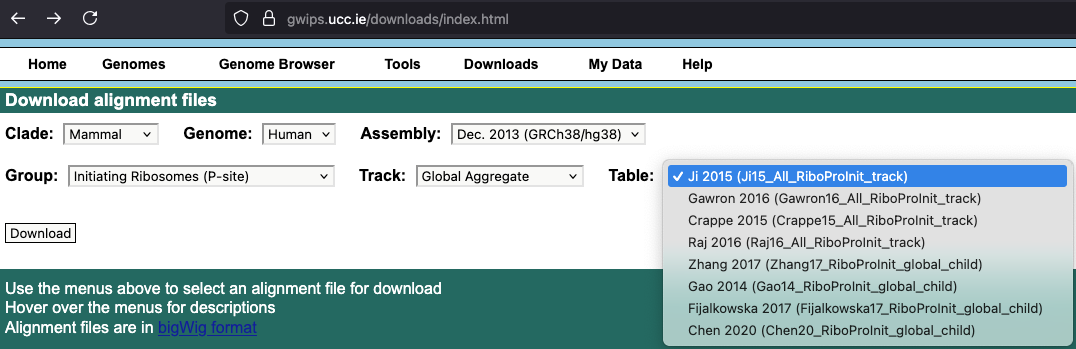 gwips.ucc.ie/downloads/index.html
Home Genomes Genome Browser Tools Downloads My Data Help
Download alignment files
Clade: Mammal Genome: Human Assembly: Dec. 2013 (GRCh38/hg38)
Group: Initiating Ribosomes (P-site) Track: Global Aggregate Table: ✓ Ji 2015 (Ji15_All_RiboProInit_track)
Gawron 2016 (Gawron16_All_RiboProInit_track)
Crappe 2015 (Crappe15_All_RiboProInit_track)
Raj 2016 (Raj16_All_RiboProInit_track)
Zhang 2017 (Zhang17_RiboProInit_global_child)
Gao 2014 (Gao14_RiboProInit_global_child)
Fijalkowska 2017 (Fijalkowska17_RiboProInit_global_child)
Chen 2020 (Chen20_RiboProInit_global_child)
Download
Use the menus above to select an alignment file for download
Hover over the menus for descriptions
Alignment files are in bigWig format